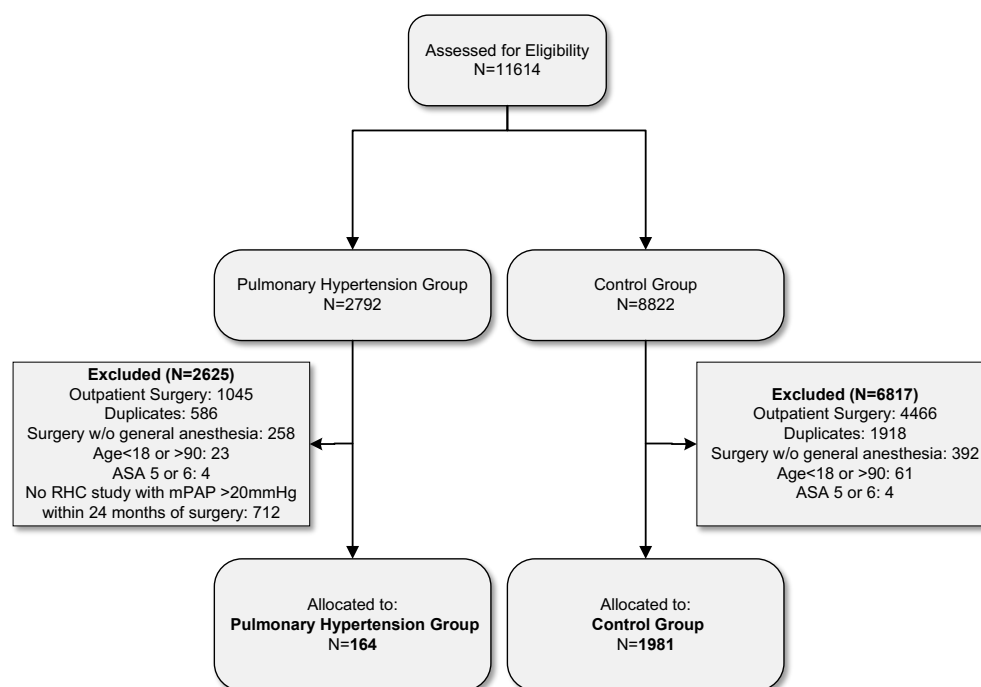 Assessed for Eligibility
N=11614
Pulmonary Hypertension Group
N=2792
Control Group
N=8822
Excluded (N=2625)
Outpatient Surgery: 1045
Duplicates: 586
Surgery w/o general anesthesia: 258
Age<18 or >90: 23
ASA 5 or 6: 4
No RHC study with mPAP >20mmHg
within 24 months of surgery: 712
Excluded (N=6817)
Outpatient Surgery: 4466
Duplicates: 1918
Surgery w/o general anesthesia: 392
Age<18 or >90: 61
ASA 5 or 6: 4
Allocated to:
Pulmonary Hypertension Group
N=164
Allocated to:
Control Group
N=1981